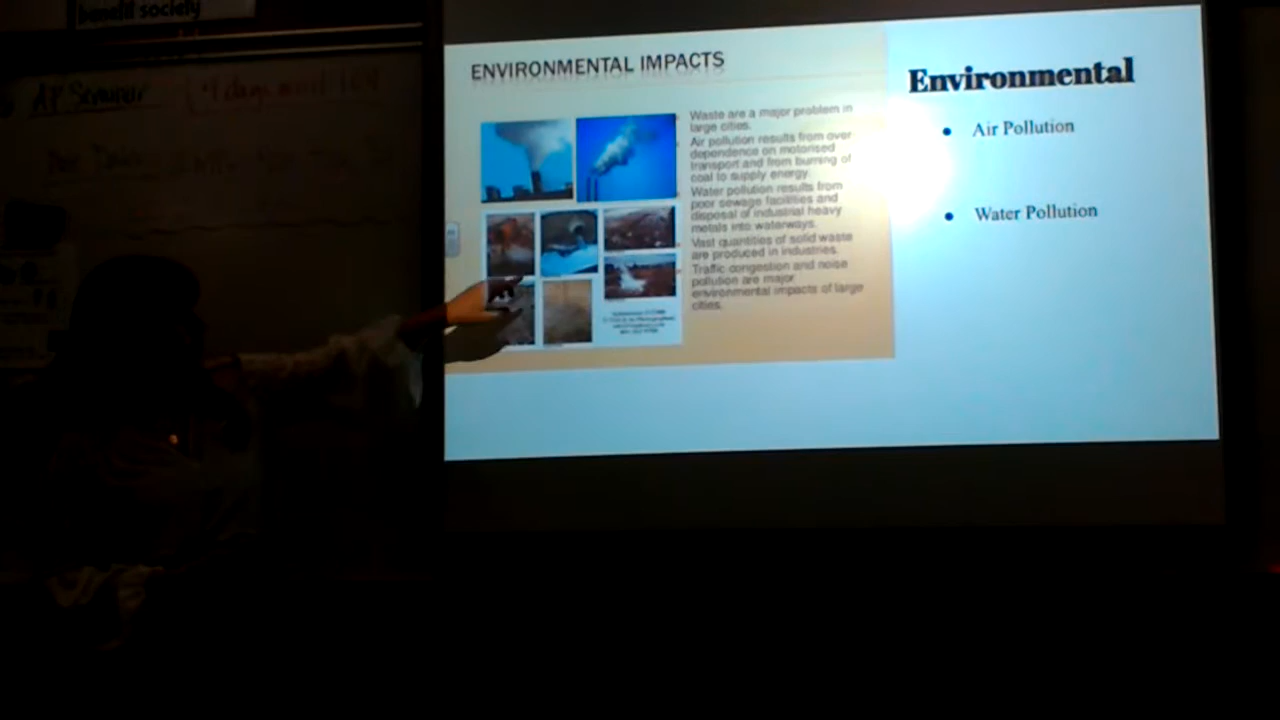 benefit society
AP Seminar
ENVIRONMENTAL IMPACTS
Waste are a major problem in
large cities.
Air pollution results from over
dependence on motorised
transport and from burning of
coal to supply energy.
Water pollution results from
poor sewage facilities and
disposal of industrial heavy
metals into waterways.
Vast quantities of solid waste
are produced in industries.
Traffic congestion and noise
pollution are major
environmental impacts of large
cities.
Environmental
Air Pollution
Water Pollution